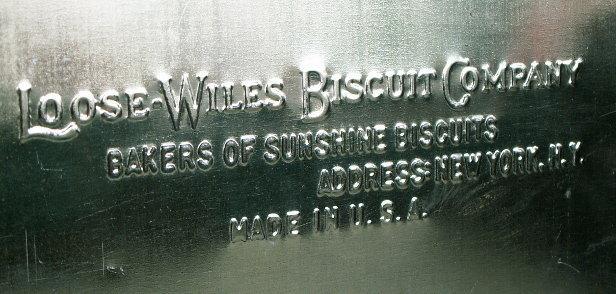 LOOSE-WILES BISCUIT COMPANY
BAKERS OF SUNSHINE BISCUITS
ADDRESS: NEW YORK, N.Y.
MADE IN U.S.A.